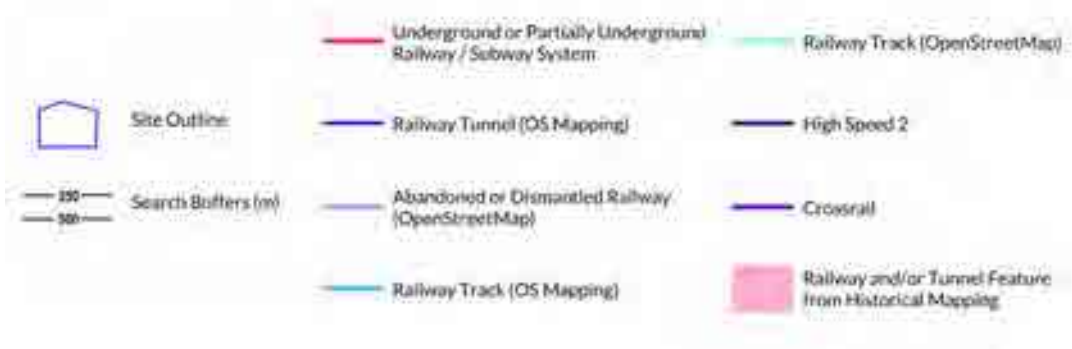 Underground or Partially Underground
Railway / Subway System
Railway Track (OpenStreetMap)
Site Outline
Railway Tunnel (OS Mapping)
High Speed 2
250
500
Search Buffers (m)
Abandoned or Dismantled Railway
(OpenStreetMap)
Crossrail
Railway Track (OS Mapping)
Railway and/or Tunnel Feature
from Historical Mapping